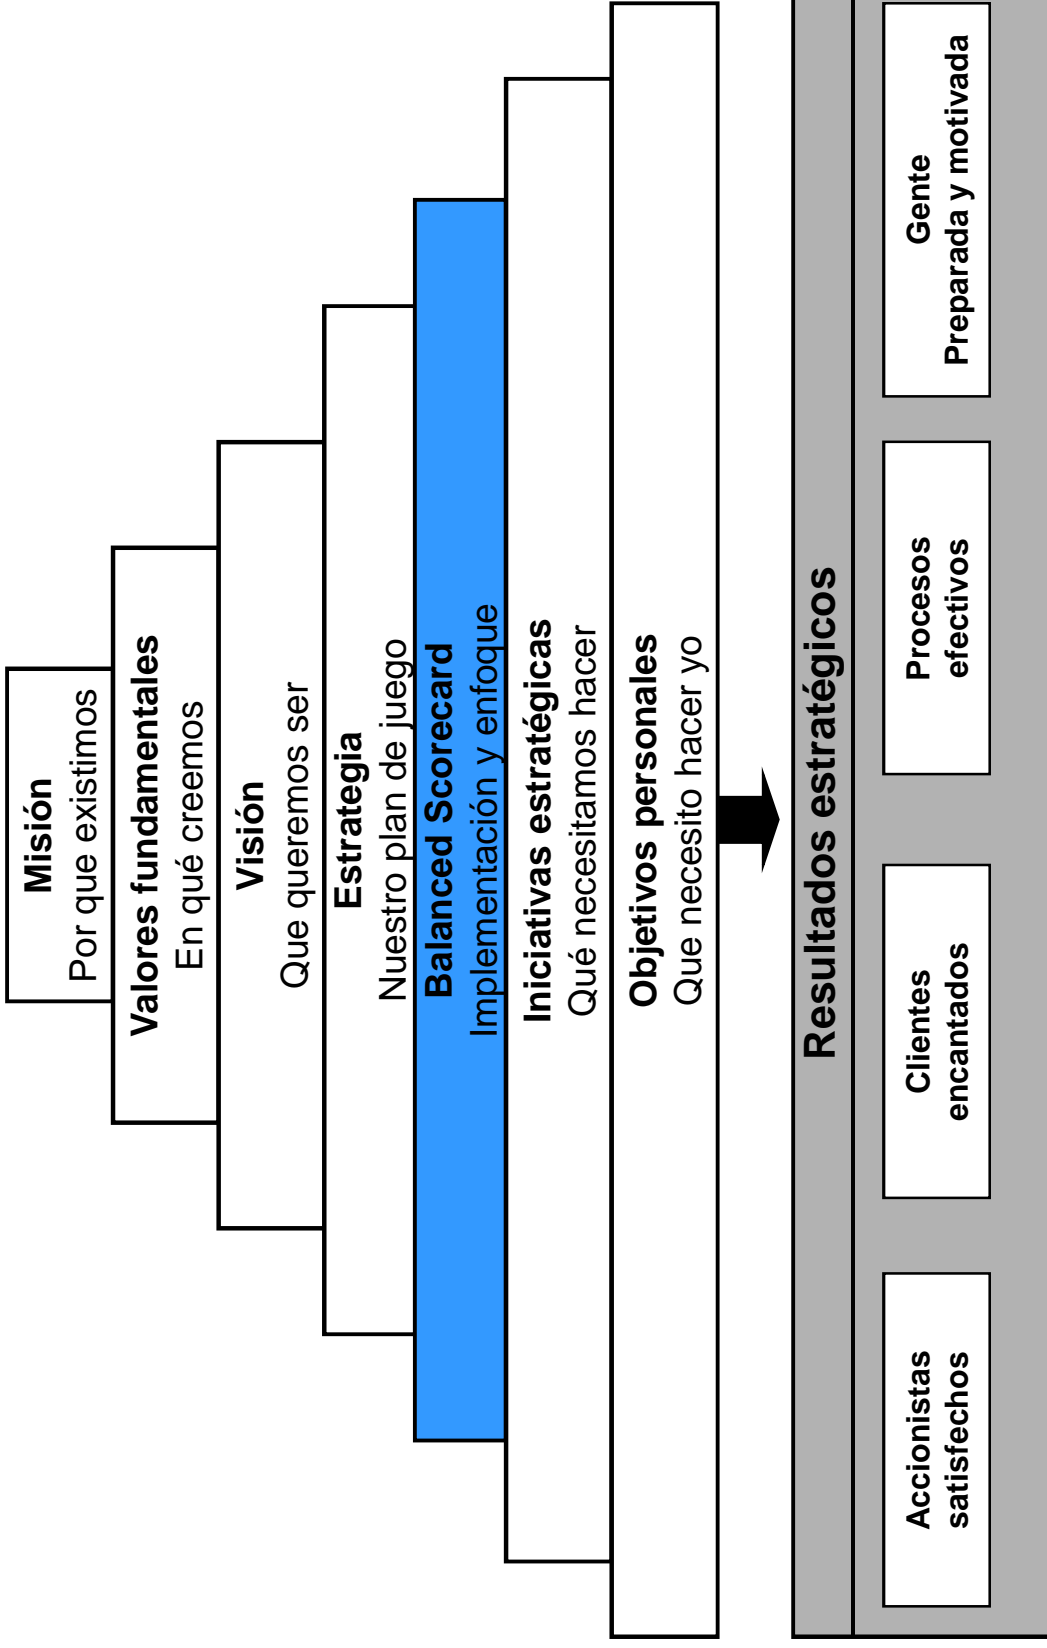 Misión
Por que existimos
Valores fundamentales
En qué creemos
Visión
Que queremos ser
Estrategia
Nuestro plan de juego
Balanced Scorecard
Implementación y enfoque
Iniciativas estratégicas
Qué necesitamos hacer
Objetivos personales
Que necesito hacer yo
Resultados estratégicos
Accionistas
satisfechos
Clientes
encantados
Procesos
efectivos
Gente
Preparada y motivada